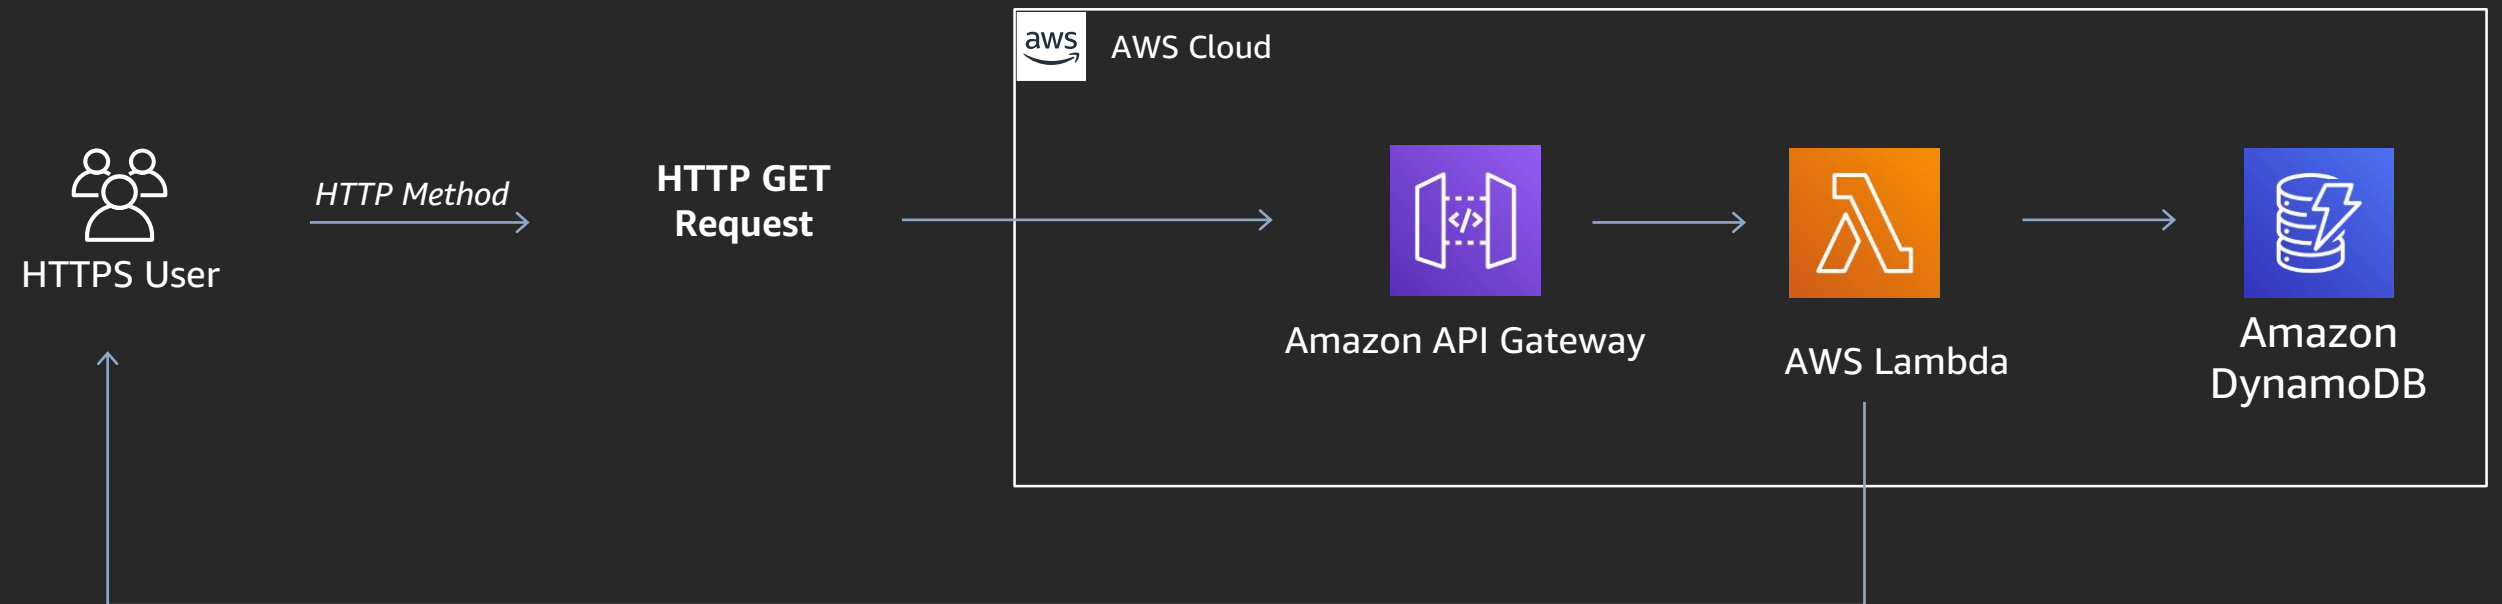 aws
AWS Cloud
HTTPS User
HTTP Method
HTTP GET
Request
</>
Amazon API Gateway
AWS Lambda
Amazon
DynamoDB